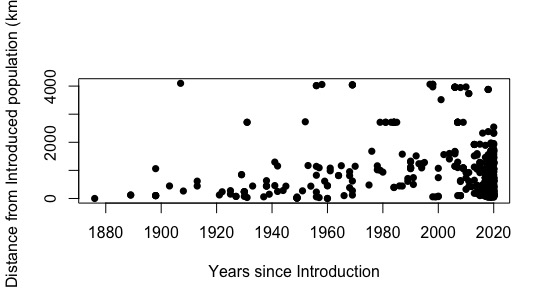 Distance from Introduced population (km
4000
2000
0
1880 1900 1920 1940 1960 1980 2000 2020
Years since Introduction